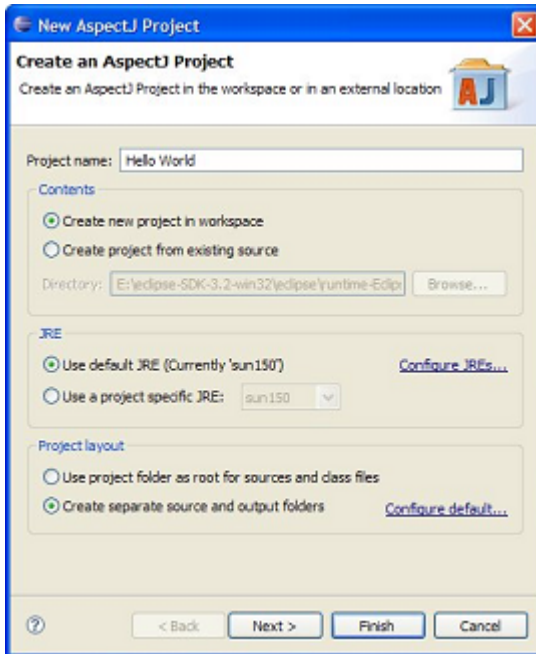 New AspectJ Project
Create an AspectJ Project
Create an AspectJ Project in the workspace or in an external location
AJ
Project name: Hello World
Contents
Create new project in workspace
Create project from existing source
Directory: E:\eclipse-SDK-3.2-win32\eclipse\runtime-Eclip Browse...
JRE
Use default JRE (Currently 'sun150') Configure JREs...
Use a project specific JRE: sun150
Project layout
Use project folder as root for sources and class files
Create separate source and output folders Configure default...
? < Back Next > Finish Cancel